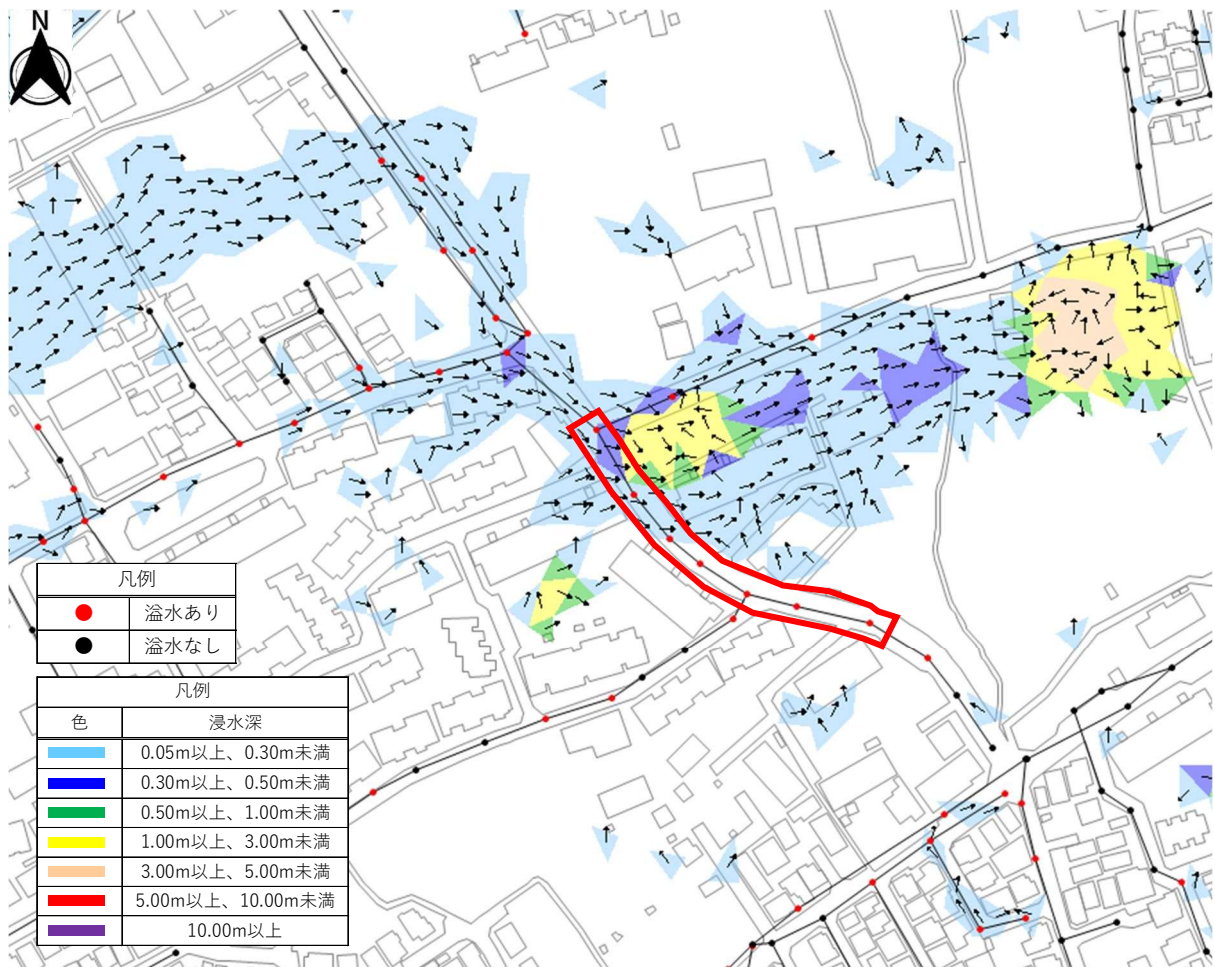 N
凡例
溢水あり
溢水なし
凡例
色 浸水深
0.05m以上、0.30m未満
0.30m以上、0.50m未満
0.50m以上、1.00m未満
1.00m以上、3.00m未満
3.00m以上、5.00m未満
5.00m以上、10.00m未満
10.00m以上